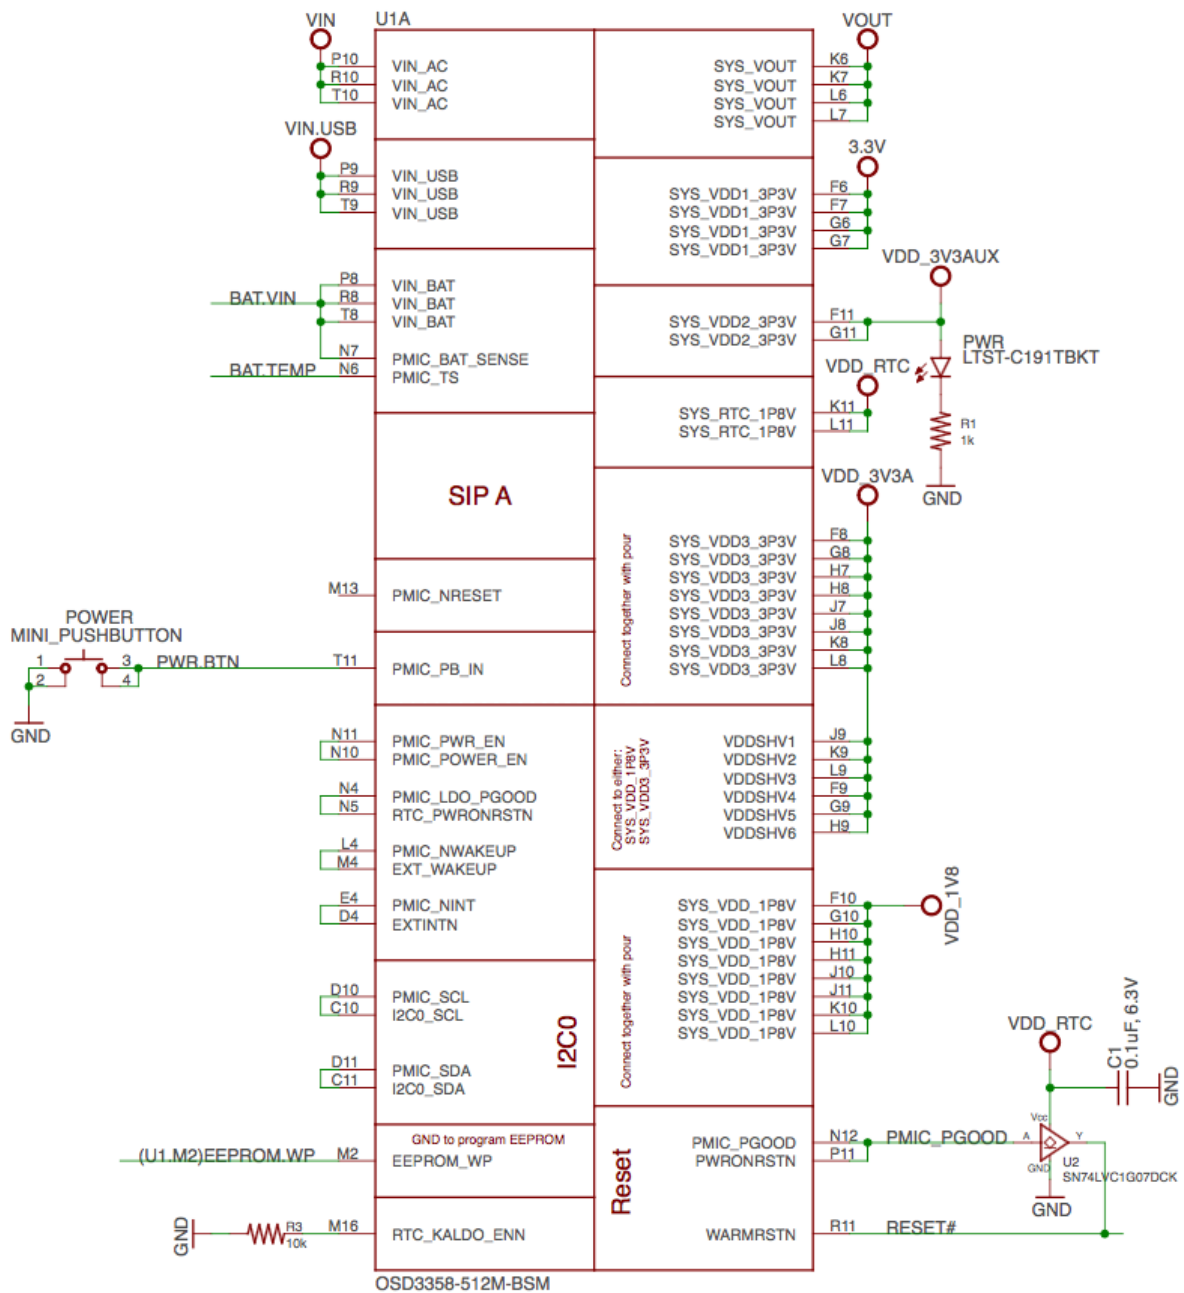 VIN
U1A
VOUT
P10 VIN_AC
R10 VIN_AC
T10 VIN_AC
SYS_VOUT K6
SYS_VOUT K7
SYS_VOUT L6
SYS_VOUT L7
VIN.USB
P9 VIN_USB
R9 VIN_USB
T9 VIN_USB
3.3V
SYS_VDD1_3P3V F6
SYS_VDD1_3P3V F7
SYS_VDD1_3P3V G6
SYS_VDD1_3P3V G7
BAT.VIN
P8 VIN_BAT
R8 VIN_BAT
T8 VIN_BAT
N7 PMIC_BAT_SENSE
BAT.TEMP N6 PMIC_TS
VDD_3V3AUX
SYS_VDD2_3P3V F11
SYS_VDD2_3P3V G11
PWR
LTST-C191TBKT
VDD_RTC
SYS_RTC_1P8V K11
SYS_RTC_1P8V L11
R1
1k
GND
SIP A
VDD_3V3A
Connect together with pour
SYS_VDD3_3P3V F8
SYS_VDD3_3P3V G8
SYS_VDD3_3P3V H7
SYS_VDD3_3P3V H8
SYS_VDD3_3P3V J7
SYS_VDD3_3P3V J8
SYS_VDD3_3P3V K8
SYS_VDD3_3P3V L8
M13 PMIC_NRESET
POWER
MINI_PUSHBUTTON
1 3 PWR.BTN T11 PMIC_PB_IN
2 4
GND
N11 PMIC_PWR_EN
N10 PMIC_POWER_EN
N4 PMIC_LDO_PGOOD
N5 RTC_PWRONRSTN
L4 PMIC_NWAKEUP
M4 EXT_WAKEUP
E4 PMIC_NINT
D4 EXTINTN
Connect to either:
SYS_VDD_1P8V
SYS_VDD3_3P3V
VDDSHV1 J9
VDDSHV2 K9
VDDSHV3 L9
VDDSHV4 F9
VDDSHV5 G9
VDDSHV6 H9
Connect together with pour
SYS_VDD_1P8V F10
SYS_VDD_1P8V G10
SYS_VDD_1P8V H10
SYS_VDD_1P8V H11
SYS_VDD_1P8V J10
SYS_VDD_1P8V J11
SYS_VDD_1P8V K10
SYS_VDD_1P8V L10
VDD_1V8
D10 PMIC_SCL
C10 I2C0_SCL
D11 PMIC_SDA
C11 I2C0_SDA
I2C0
VDD_RTC
C1
0.1uF, 6.3V
GND
GND to program EEPROM
(U1.M2)EEPROM.WP M2 EEPROM_WP
Reset
PMIC_PGOOD N12 PMIC_PGOOD
PWRONRSTN P11
Vcc
A Y
GND
U2
SN74LVC1G07DCK
GND
GND R3 M16 RTC_KALDO_ENN
10k
WARMRSTN R11 RESET#
OSD3358-512M-BSM